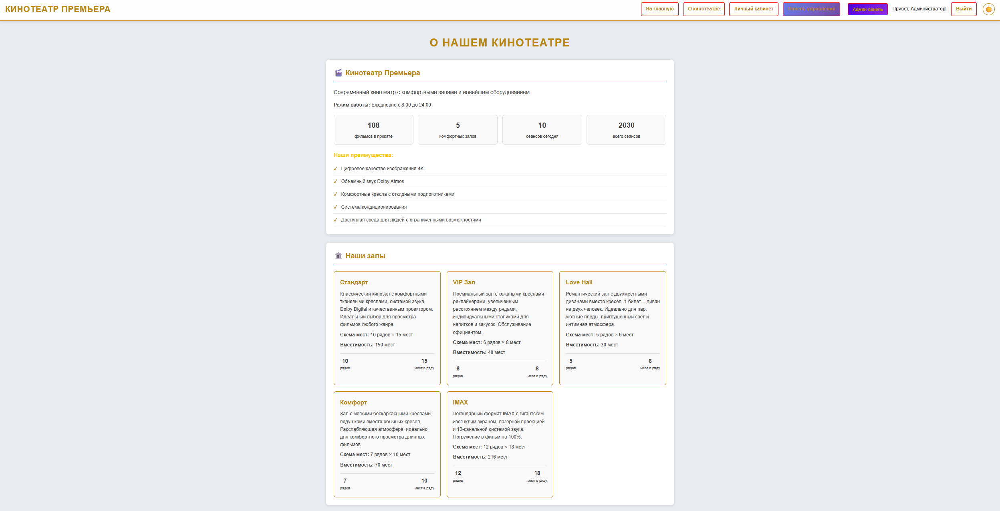 КИНОТЕАТР ПРЕМЬЕРА
На главную
О кинотеатре
Личный кабинет
Панель управления
Админ-панель
Привет, Администратор!
Выйти
О НАШЕМ КИНОТЕАТРЕ
Кинотеатр Премьера
Современный кинотеатр с комфортными залами и новейшим оборудованием
Режим работы: Ежедневно с 8:00 до 24:00
108
фильмов в прокате
5
комфортных залов
10
сеансов сегодня
2030
всего сеансов
Наши преимущества:
✓ Цифровое качество изображения 4K
✓ Объемный звук Dolby Atmos
✓ Комфортные кресла с откидными подлокотниками
✓ Система кондиционирования
✓ Доступная среда для людей с ограниченными возможностями
Наши залы
Стандарт
Классический кинозал с комфортными
тканевыми креслами, системой звука
Dolby Digital и качественным проектором.
Идеальный выбор для просмотра
фильмов любого жанра.
Схема мест: 10 рядов × 15 мест
Вместимость: 150 мест
10
рядов
15
мест в ряду
VIP Зал
Премиальный зал с кожаными креслами-
реклайнерами, увеличенным
расстоянием между рядами,
индивидуальными столиками для
напитков и закусок. Обслуживание
официантом.
Схема мест: 6 рядов × 8 мест
Вместимость: 48 мест
6
рядов
8
мест в ряду
Love Hall
Романтический зал с двухместными
диванами вместо кресел. 1 билет = диван
на двух человек. Идеально для пар:
уютные пледы, приглушенный свет и
интимная атмосфера.
Схема мест: 5 рядов × 6 мест
Вместимость: 30 мест
5
рядов
6
мест в ряду
Комфорт
Зал с мягкими бескаркасными креслами-
подушками вместо обычных кресел.
Расслабляющая атмосфера, идеально
для комфортного просмотра длинных
фильмов.
Схема мест: 7 рядов × 10 мест
Вместимость: 70 мест
7
рядов
10
мест в ряду
IMAX
Легендарный формат IMAX с гигантским
изогнутым экраном, лазерной проекцией
и 12-канальной системой звука.
Погружение в фильм на 100%.
Схема мест: 12 рядов × 18 мест
Вместимость: 216 мест
12
рядов
18
мест в ряду